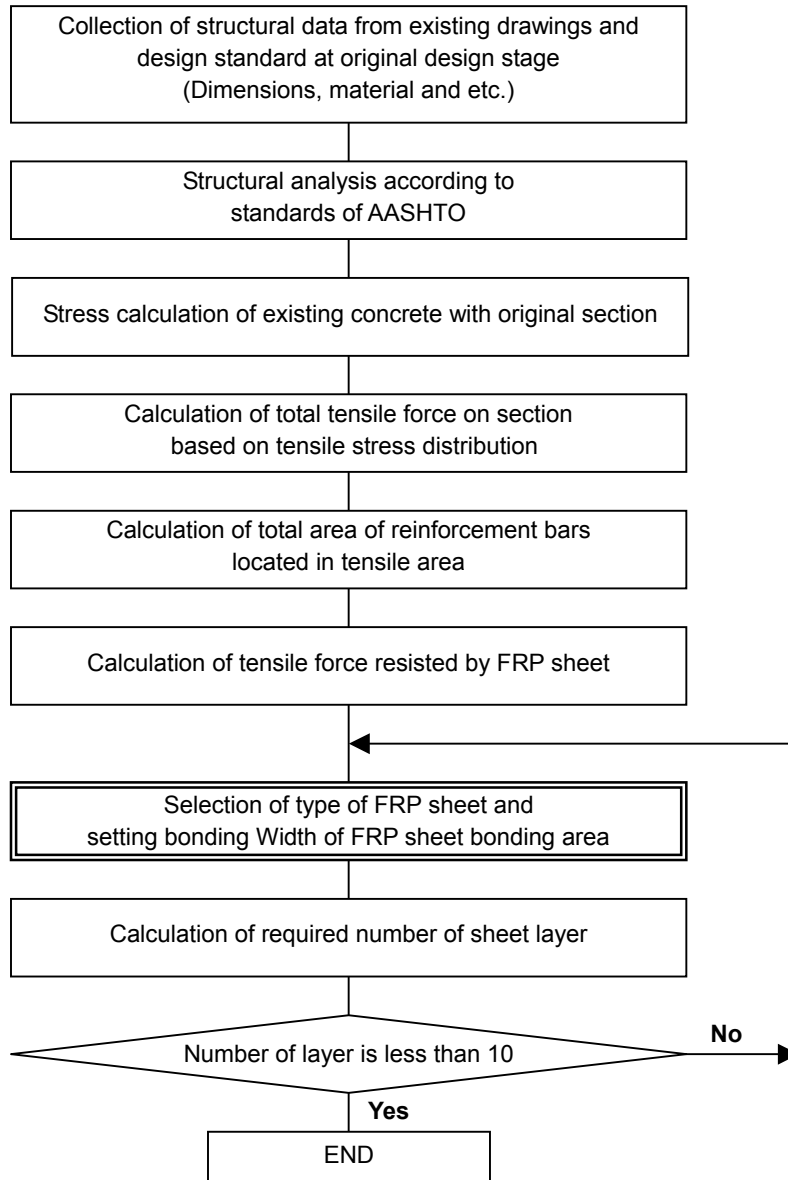 Collection of structural data from existing drawings and
design standard at original design stage
(Dimensions, material and etc.)
Structural analysis according to
standards of AASHTO
Stress calculation of existing concrete with original section
Calculation of total tensile force on section
based on tensile stress distribution
Calculation of total area of reinforcement bars
located in tensile area
Calculation of tensile force resisted by FRP sheet
Selection of type of FRP sheet and
setting bonding Width of FRP sheet bonding area
Calculation of required number of sheet layer
Number of layer is less than 10
No
Yes
END